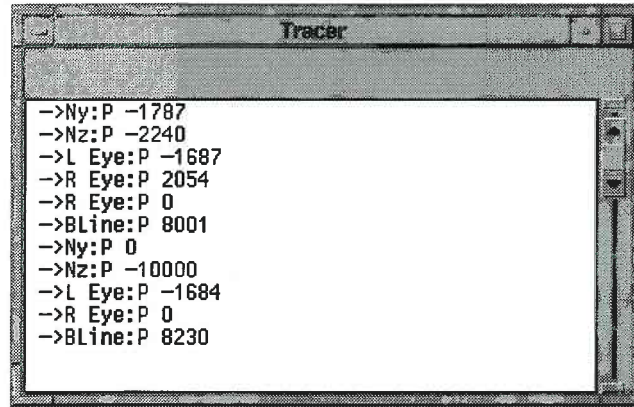 Tracer
->Ny:P -1787
->Nz:P -2240
->L Eye:P -1687
->R Eye:P 2054
->R Eye:P 0
->BLine:P 8001
->Ny:P 0
->Nz:P -10000
->L Eye:P -1684
->R Eye:P 0
->BLine:P 8230